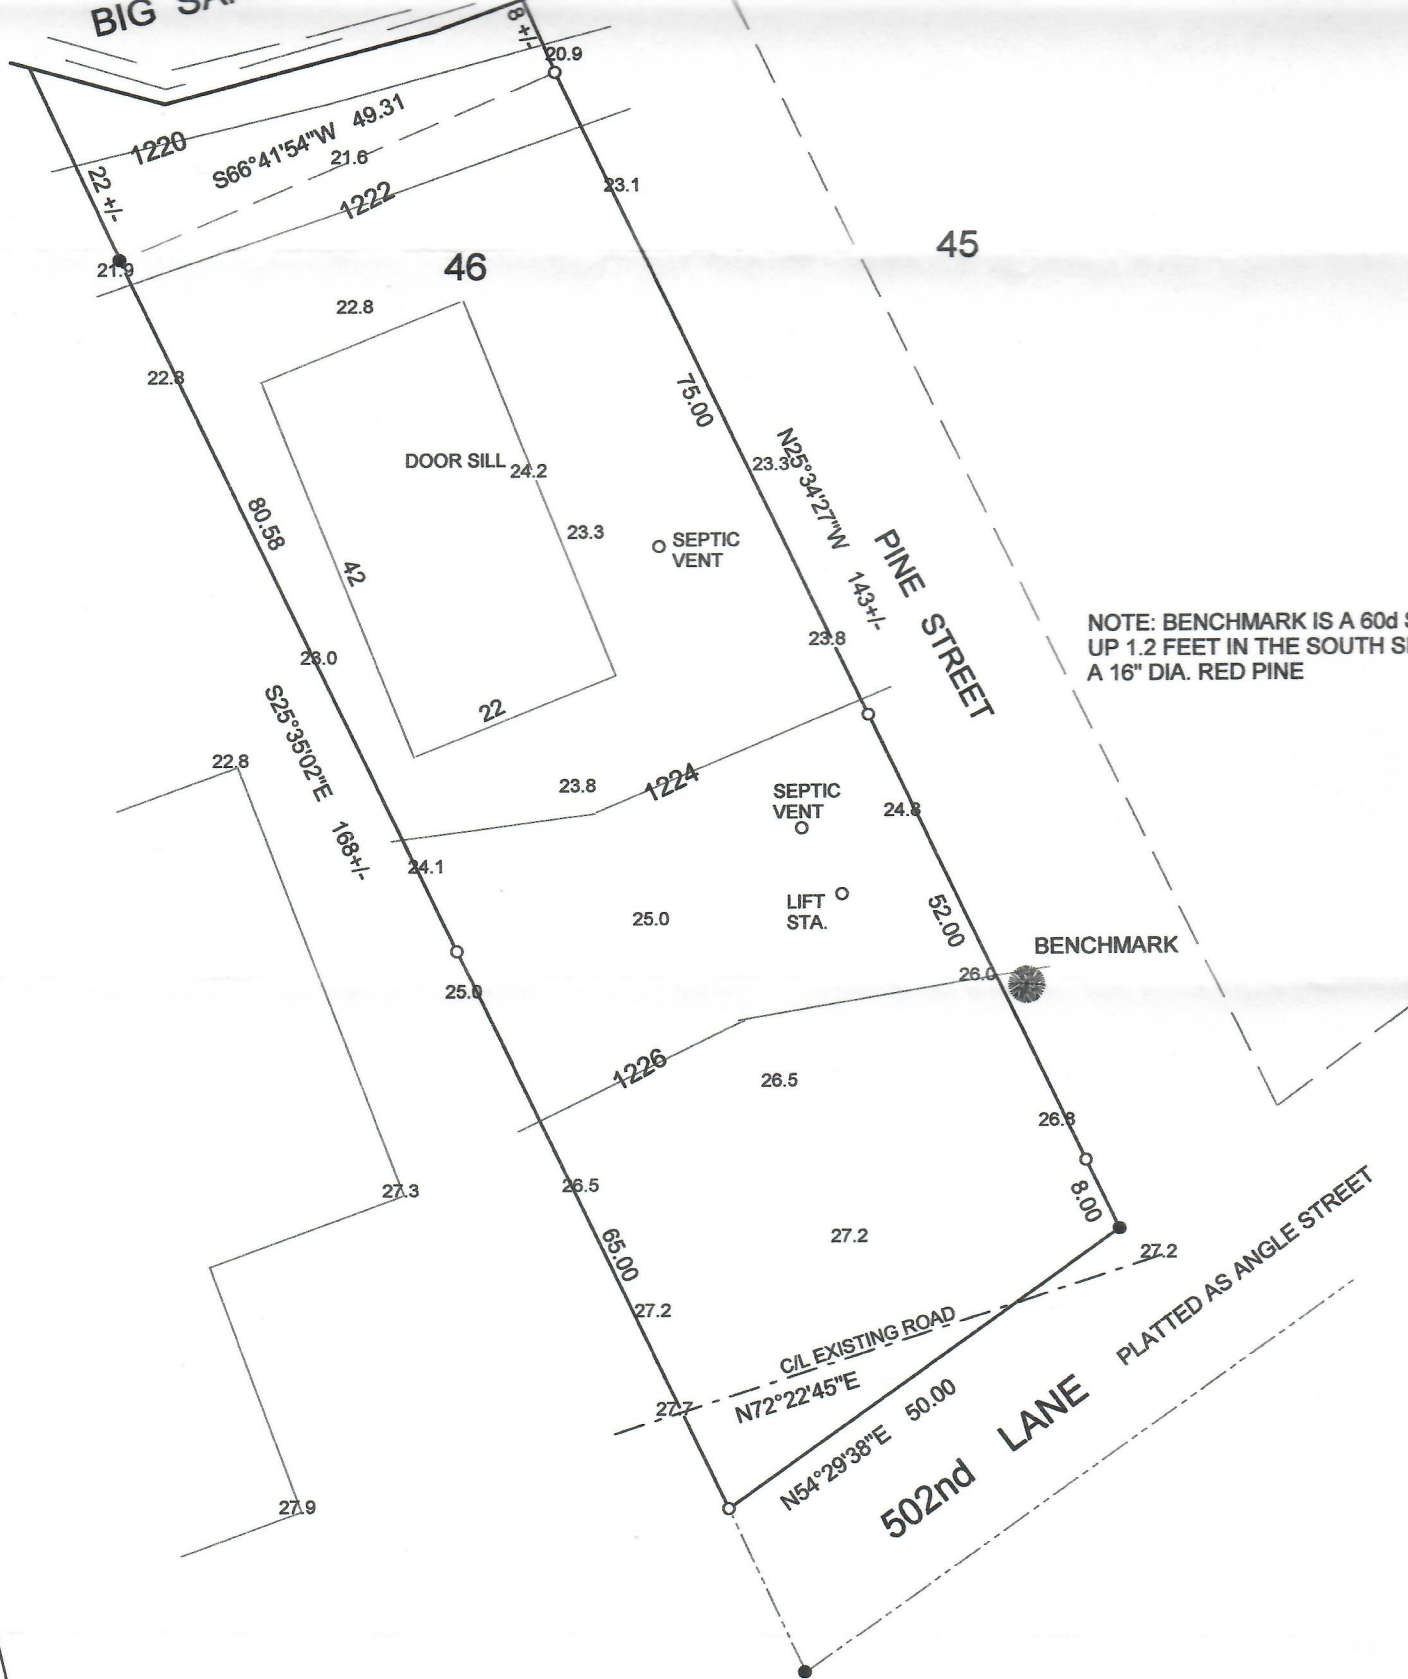 BIG
8 +/-
20.9
1220
S66°41'54"W 49.31
21.6
22 +/-
1222
23.1
21.9
46
45
22.8
22.8
75.00
DOOR SILL 24.2
23.3
N25°34'27"W 143+/-
80.58
23.3
SEPTIC
VENT
42
PINE STREET
NOTE: BENCHMARK IS A 60d
UP 1.2 FEET IN THE SOUTH
A 16" DIA. RED PINE
23.8
23.0
22
S25°35'02"E 168+/-
22.8
23.8
1224
SEPTIC
VENT
24.8
24.1
LIFT
STA.
25.0
52.00
BENCHMARK
26.0
25.0
1226
26.5
26.8
27.3
26.5
8.00
27.2
65.00
27.2
27.2
C/L EXISTING ROAD
N72°22'45"E
27.7
N54°29'38"E 50.00
502nd LANE PLATTED AS ANGLE STREET
27.9